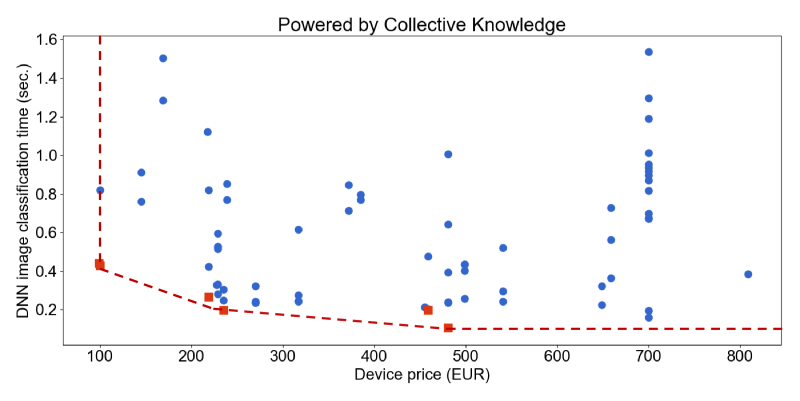 Powered by Collective Knowledge
DNN image classification time (sec.)
1.6
1.4
1.2
1.0
0.8
0.6
0.4
0.2
100 200 300 400 500 600 700 800
Device price (EUR)